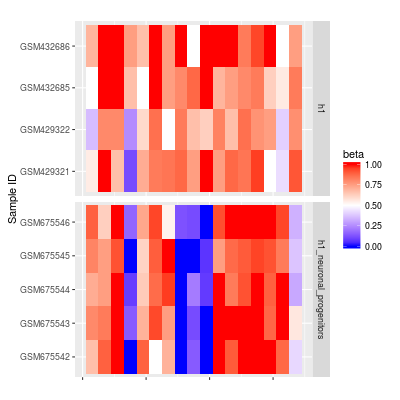 GSM432686
GSM432685
GSM429322
GSM429321
h1
GSM675546
GSM675545
GSM675544
GSM675543
GSM675542
h1_neuronal_progenitors
Sample ID
beta
1.00
0.75
0.50
0.25
0.00